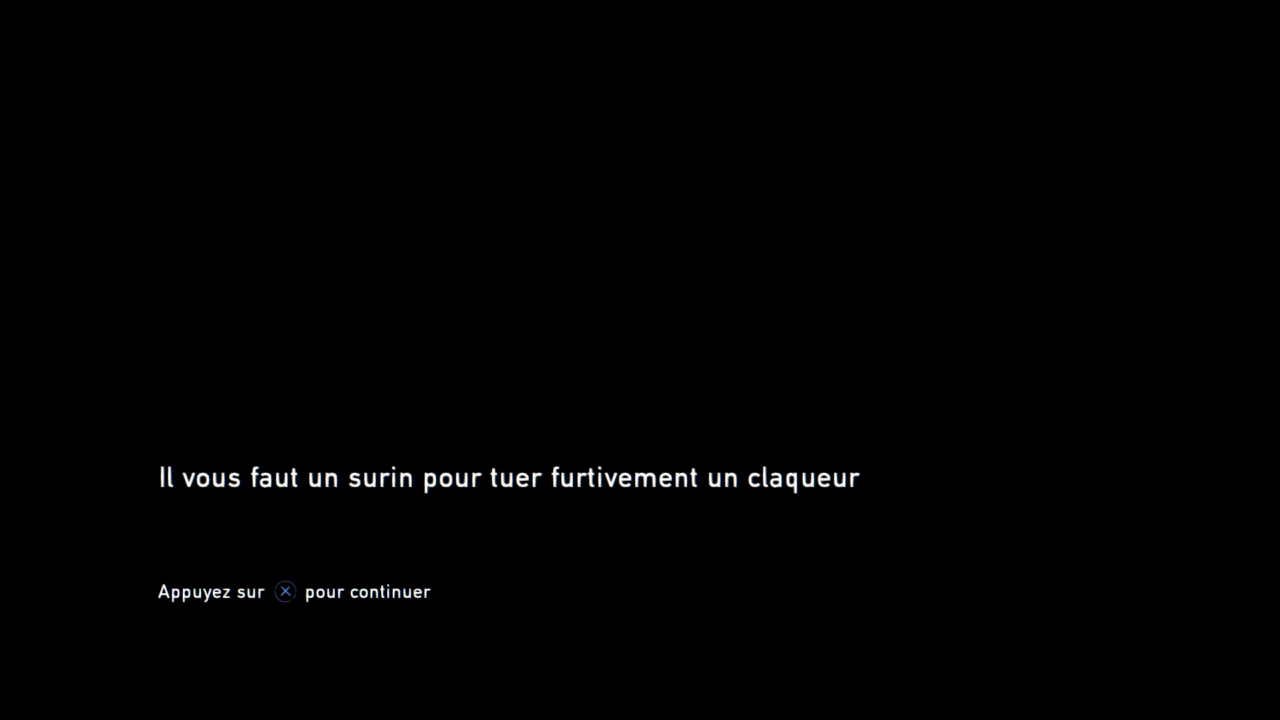 Il vous faut un surin pour tuer furtivement un claqueur
Appuyez sur ⓧ pour continuer